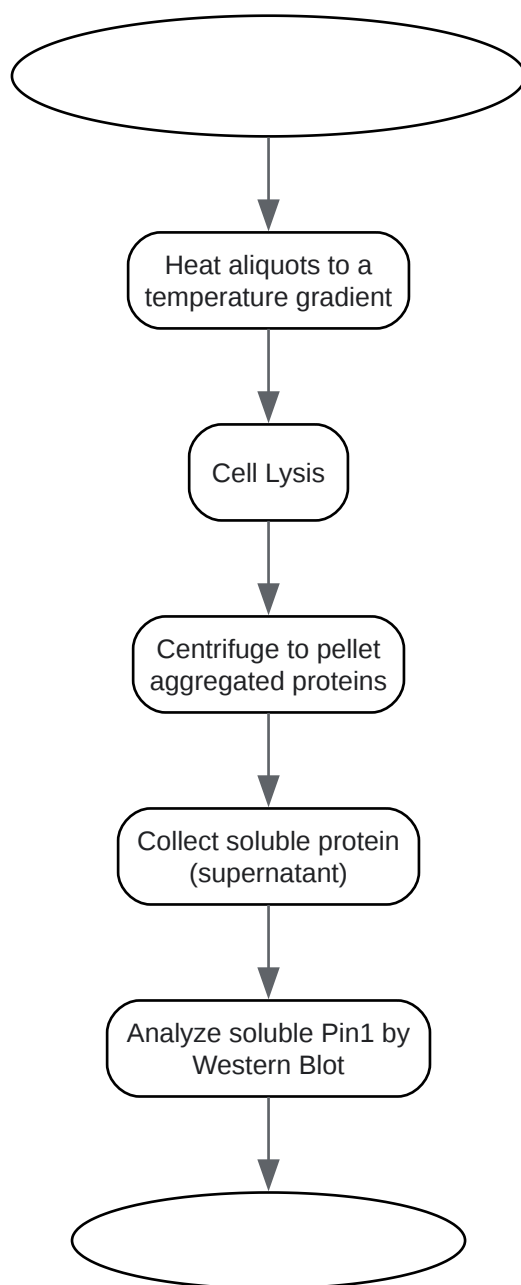 Heat aliquots to a
temperature gradient
Cell Lysis
Centrifuge to pellet
aggregated proteins
Collect soluble protein
(supernatant)
Analyze soluble Pin1 by
Western Blot